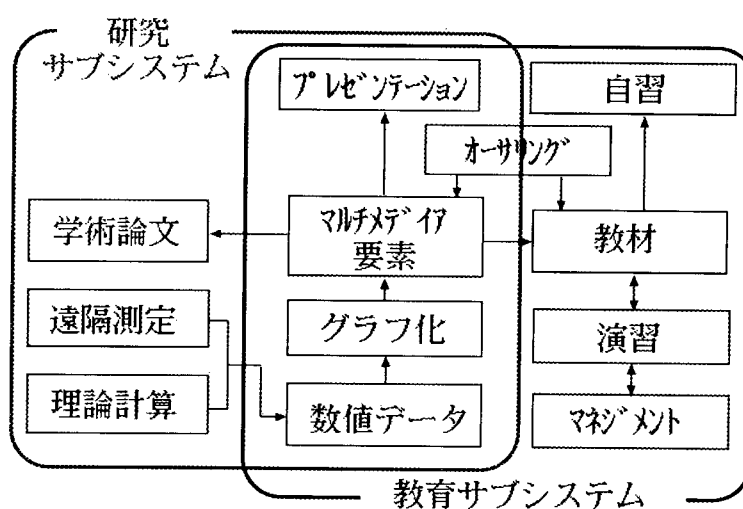 研究
サブシステム
プレゼンテーション
自習
オーサリング
学術論文
マルチメデイア
要素
教材
遠隔測定
グラフ化
演習
理論計算
数値データ
マネジメント
教育サブシステム